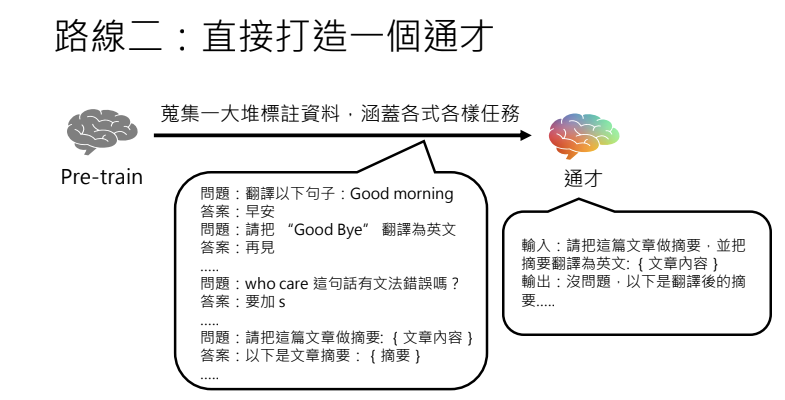 路線二：直接打造一個通才
蒐集一大堆標註資料，涵蓋各式各樣任務
Pre-train
通才
問題：翻譯以下句子：Good morning
答案：早安
問題：請把 “Good Bye” 翻譯為英文
答案：再見
.....
問題：who care 這句話有文法錯誤嗎？
答案：要加 s
.....
問題：請把這篇文章做摘要: { 文章內容 }
答案：以下是文章摘要： { 摘要 }
.....
輸入：請把這篇文章做摘要，並把
摘要翻譯為英文: { 文章內容 }
輸出：沒問題，以下是翻譯後的摘
要.....